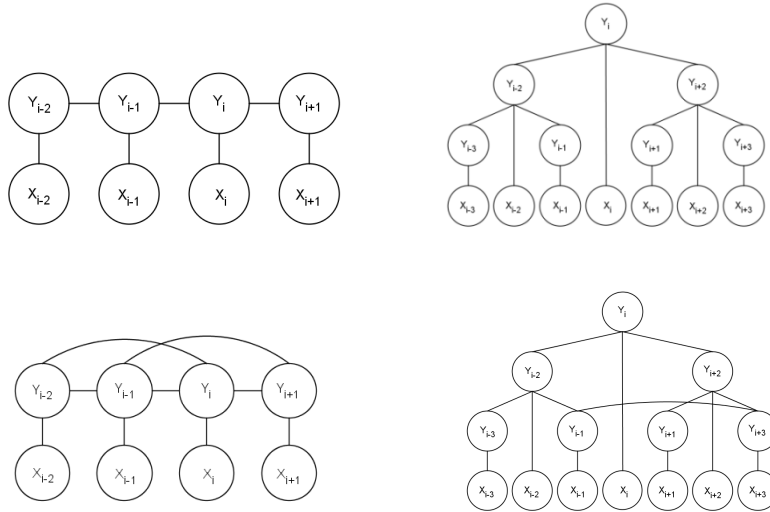 Y_{i-2} Y_{i-1} Y_i Y_{i+1}
X_{i-2} X_{i-1} X_i X_{i+1}
Y_i
Y_{i-2} Y_{i+2}
Y_{i-3} Y_{i-1} Y_{i+1} Y_{i+3}
X_{i-3} X_{i-2} X_{i-1} X_i X_{i+1} X_{i+2} X_{i+3}
Y_{i-2} Y_{i-1} Y_i Y_{i+1}
X_{i-2} X_{i-1} X_i X_{i+1}
Y_i
Y_{i-2} Y_{i+2}
Y_{i-3} Y_{i-1} Y_{i+1} Y_{i+3}
X_{i-3} X_{i-2} X_{i-1} X_i X_{i+1} X_{i+2} X_{i+3}